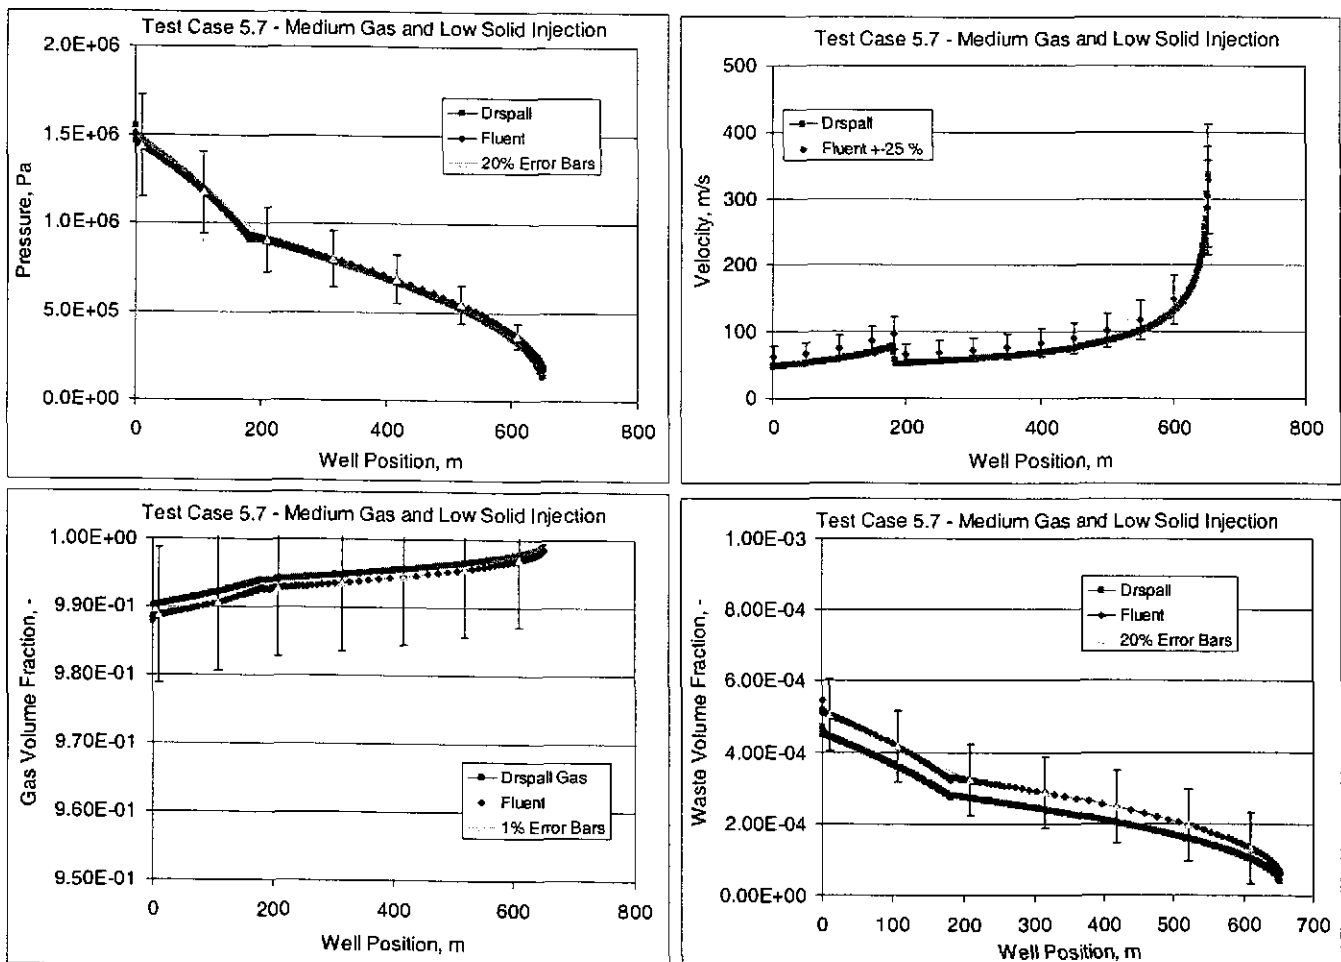 Test Case 5.7 - Medium Gas and Low Solid Injection
2.0E+06
1.5E+06
1.0E+06
5.0E+05
0.0E+00
Pressure, Pa
Drspall
Fluent
20% Error Bars
0 200 400 600 800
Well Position, m
Test Case 5.7 - Medium Gas and Low Solid Injection
500
400
300
200
100
0
Velocity, m/s
Drspall
Fluent +-25 %
0 200 400 600 800
Well Position, m
Test Case 5.7 - Medium Gas and Low Solid Injection
1.00E+00
9.90E-01
9.80E-01
9.70E-01
9.60E-01
9.50E-01
Gas Volume Fraction, -
Drspall Gas
Fluent
1% Error Bars
0 200 400 600 800
Well Position, m
Test Case 5.7 - Medium Gas and Low Solid Injection
1.00E-03
8.00E-04
6.00E-04
4.00E-04
2.00E-04
0.00E+00
Waste Volume Fraction, -
Drspall
Fluent
20% Error Bars
0 100 200 300 400 500 600 700
Well Position, m